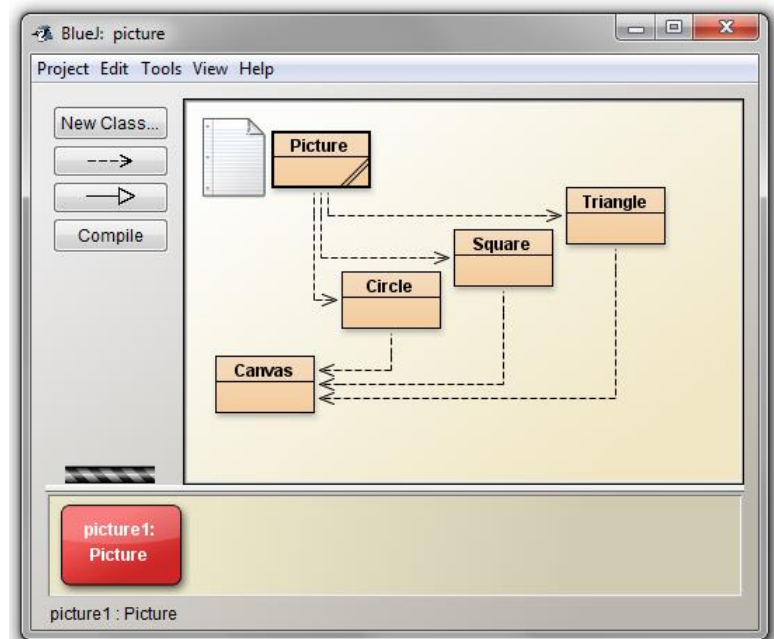 BlueJ: picture
Project Edit Tools View Help
New Class...
Compile
Picture
Triangle
Square
Circle
Canvas
picture1:
Picture
picture1 : Picture